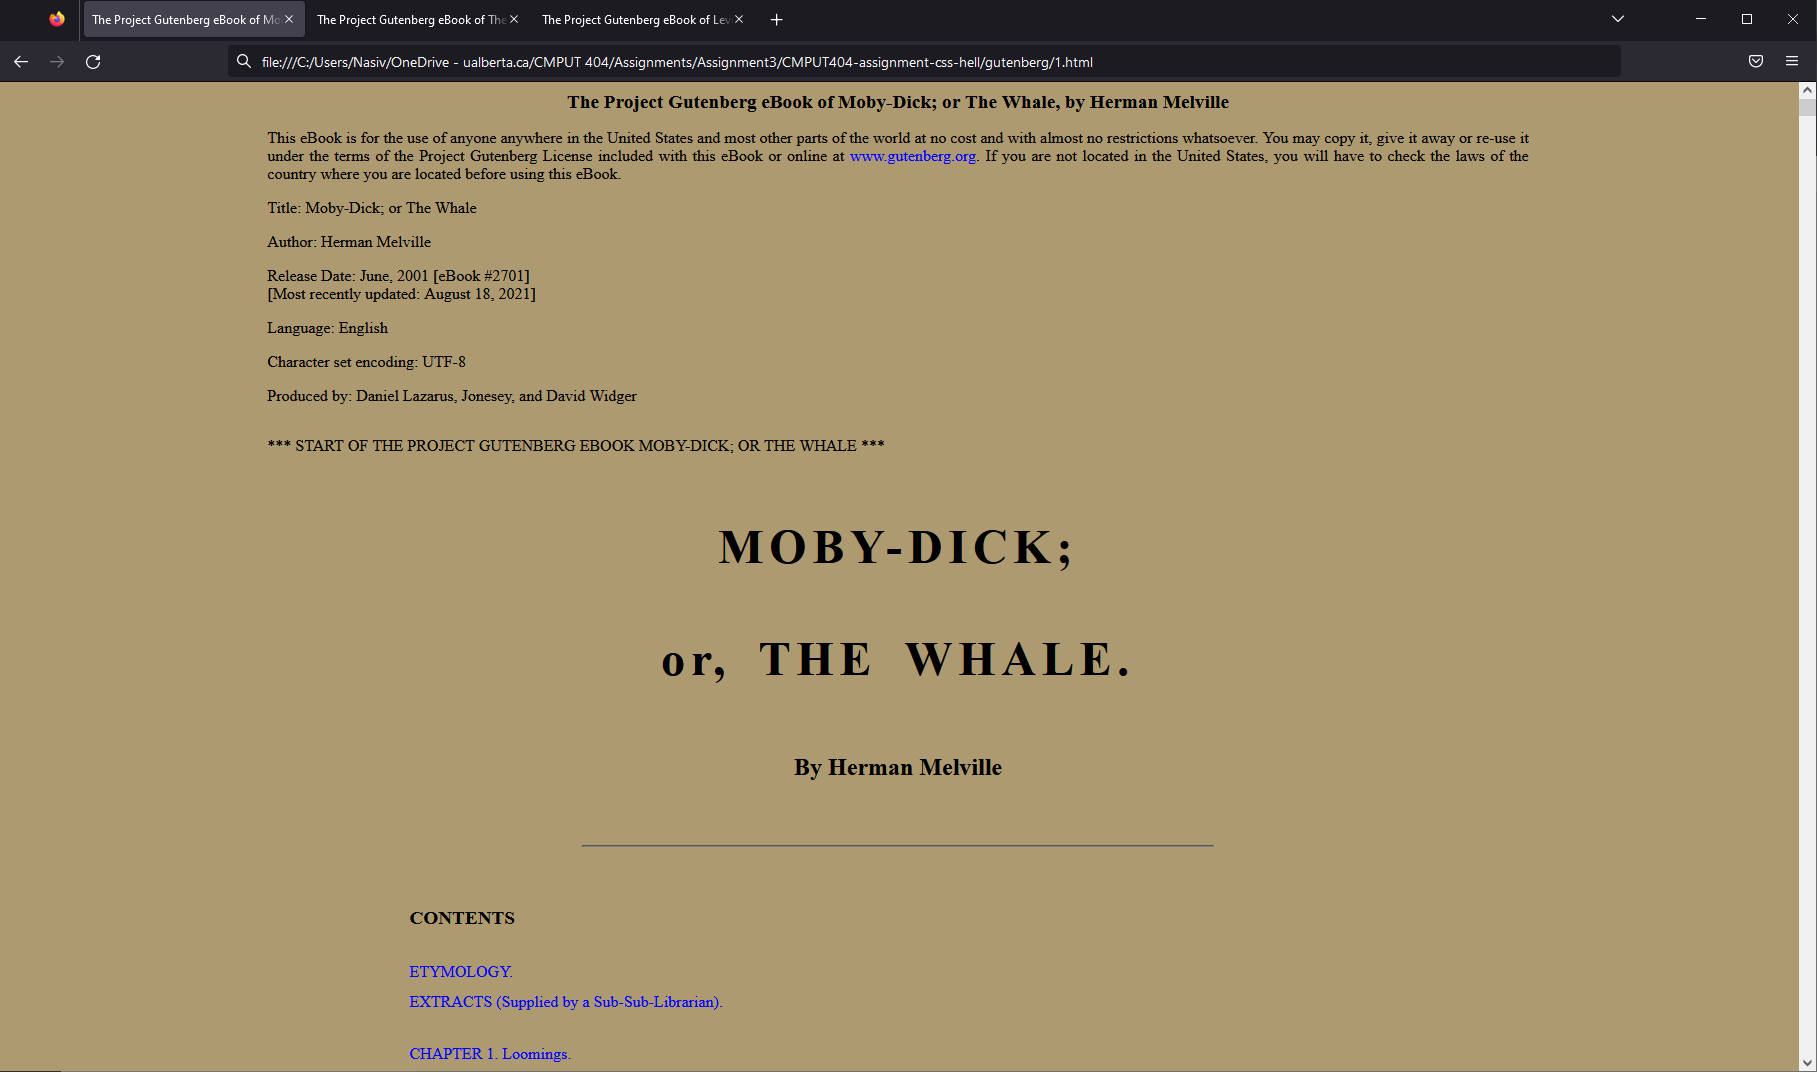 The Project Gutenberg eBook of Mo
The Project Gutenberg eBook of The
The Project Gutenberg eBook of Lev
file:///C:/Users/Nasiv/OneDrive - ualberta.ca/CMPUT 404/Assignments/Assignment3/CMPUT404-assignment-css-hell/gutenberg/1.html
The Project Gutenberg eBook of Moby-Dick; or The Whale, by Herman Melville
This eBook is for the use of anyone anywhere in the United States and most other parts of the world at no cost and with almost no restrictions whatsoever. You may copy it, give it away or re-use it
under the terms of the Project Gutenberg License included with this eBook or online at www.gutenberg.org. If you are not located in the United States, you will have to check the laws of the
country where you are located before using this eBook.
Title: Moby-Dick; or The Whale
Author: Herman Melville
Release Date: June, 2001 [eBook #2701]
[Most recently updated: August 18, 2021]
Language: English
Character set encoding: UTF-8
Produced by: Daniel Lazarus, Jonesey, and David Widger
*** START OF THE PROJECT GUTENBERG EBOOK MOBY-DICK; OR THE WHALE ***
MOBY-DICK;
or, THE WHALE.
By Herman Melville
CONTENTS
ETYMOLOGY.
EXTRACTS (Supplied by a Sub-Sub-Librarian).
CHAPTER 1. Loomings.